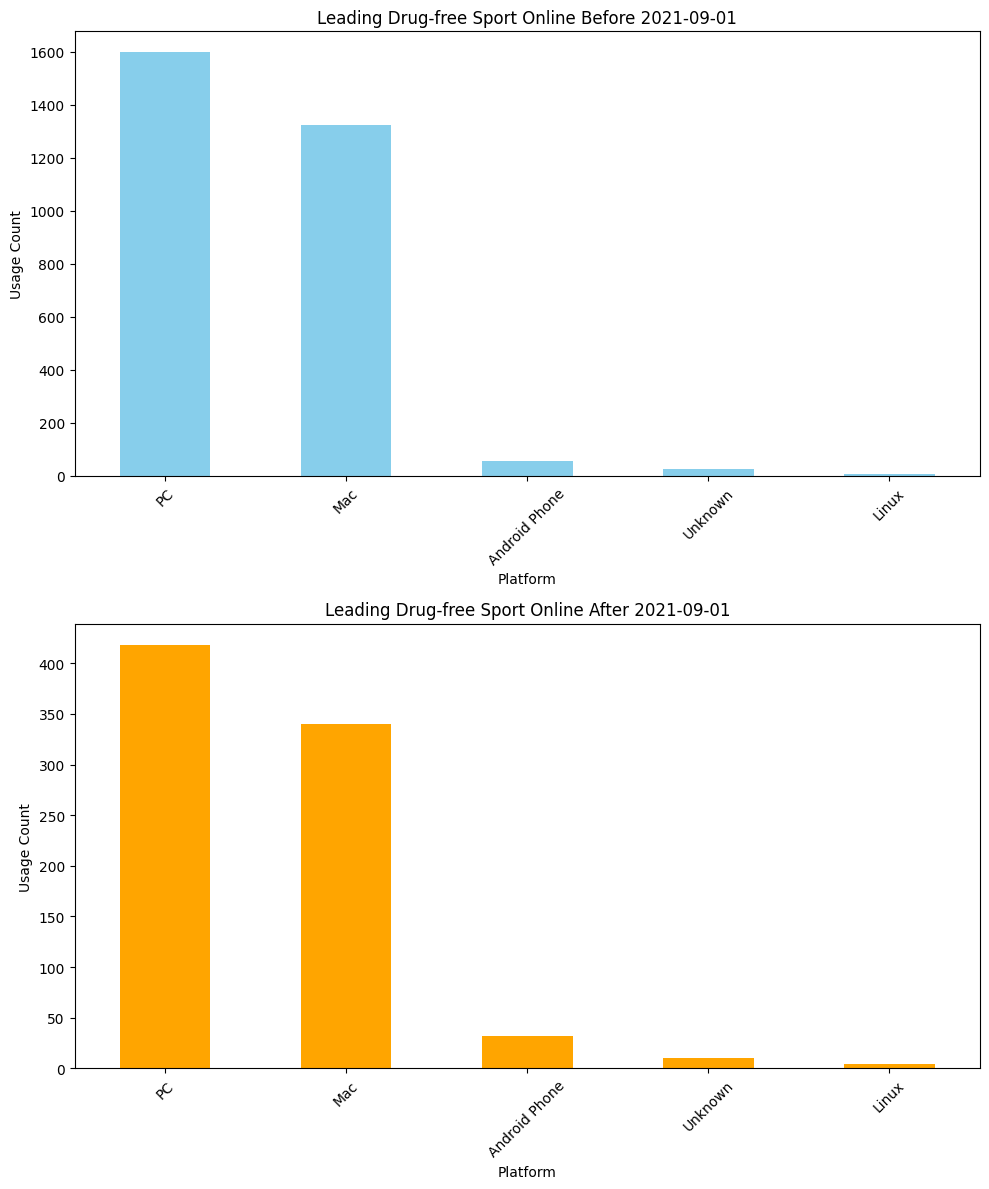 Leading Drug-free Sport Online Before 2021-09-01
Usage Count
1600
1400
1200
1000
800
600
400
200
0
PC
Mac
Android Phone
Unknown
Linux
Platform
Leading Drug-free Sport Online After 2021-09-01
Usage Count
400
350
300
250
200
150
100
50
0
PC
Mac
Android Phone
Unknown
Linux
Platform